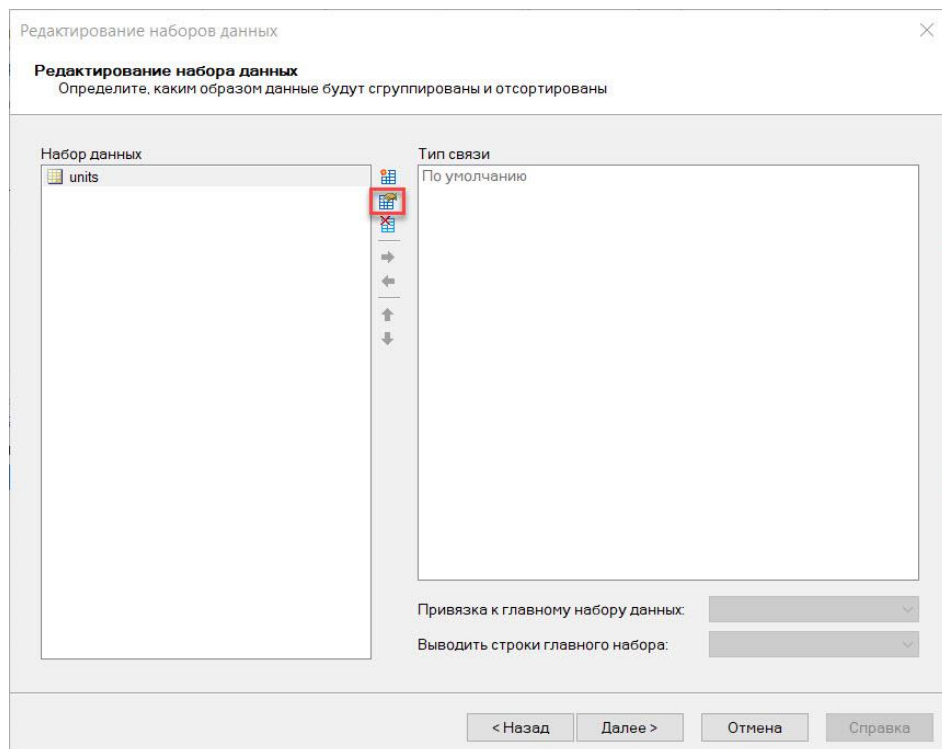 Редактирование наборов данных
Редактирование набора данных
Определите, каким образом данные будут сгруппированы и отсортированы
Набор данных
units
Тип связи
По умолчанию
Привязка к главному набору данных:
Выводить строки главного набора:
< Назад
Далее >
Отмена
Справка